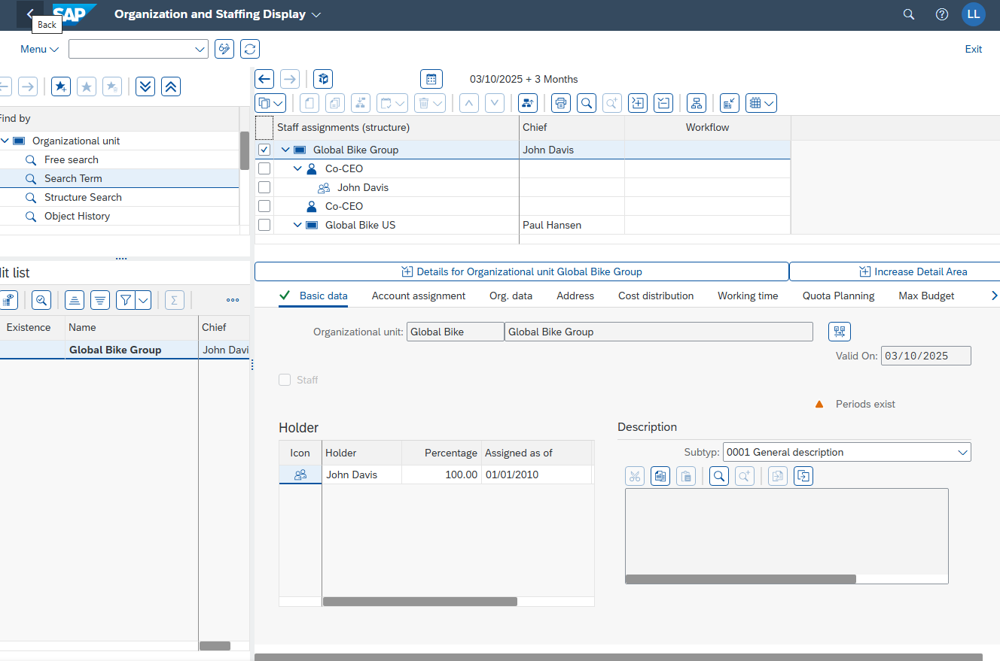 SAP
Organization and Staffing Display
LL
Back
Menu
Exit
03/10/2025 + 3 Months
Find by
Organizational unit
Free search
Search Term
Structure Search
Object History
Staff assignments (structure) Chief Workflow
Global Bike Group John Davis
Co-CEO
John Davis
Co-CEO
Global Bike US Paul Hansen
Hit list
Existence Name Chief
Global Bike Group John Davi
Details for Organizational unit Global Bike Group Increase Detail Area
Basic data Account assignment Org. data Address Cost distribution Working time Quota Planning Max Budget
Organizational unit: Global Bike Global Bike Group
Valid On: 03/10/2025
Staff
Periods exist
Holder
Icon Holder Percentage Assigned as of
John Davis 100.00 01/01/2010
Description
Subtyp: 0001 General description